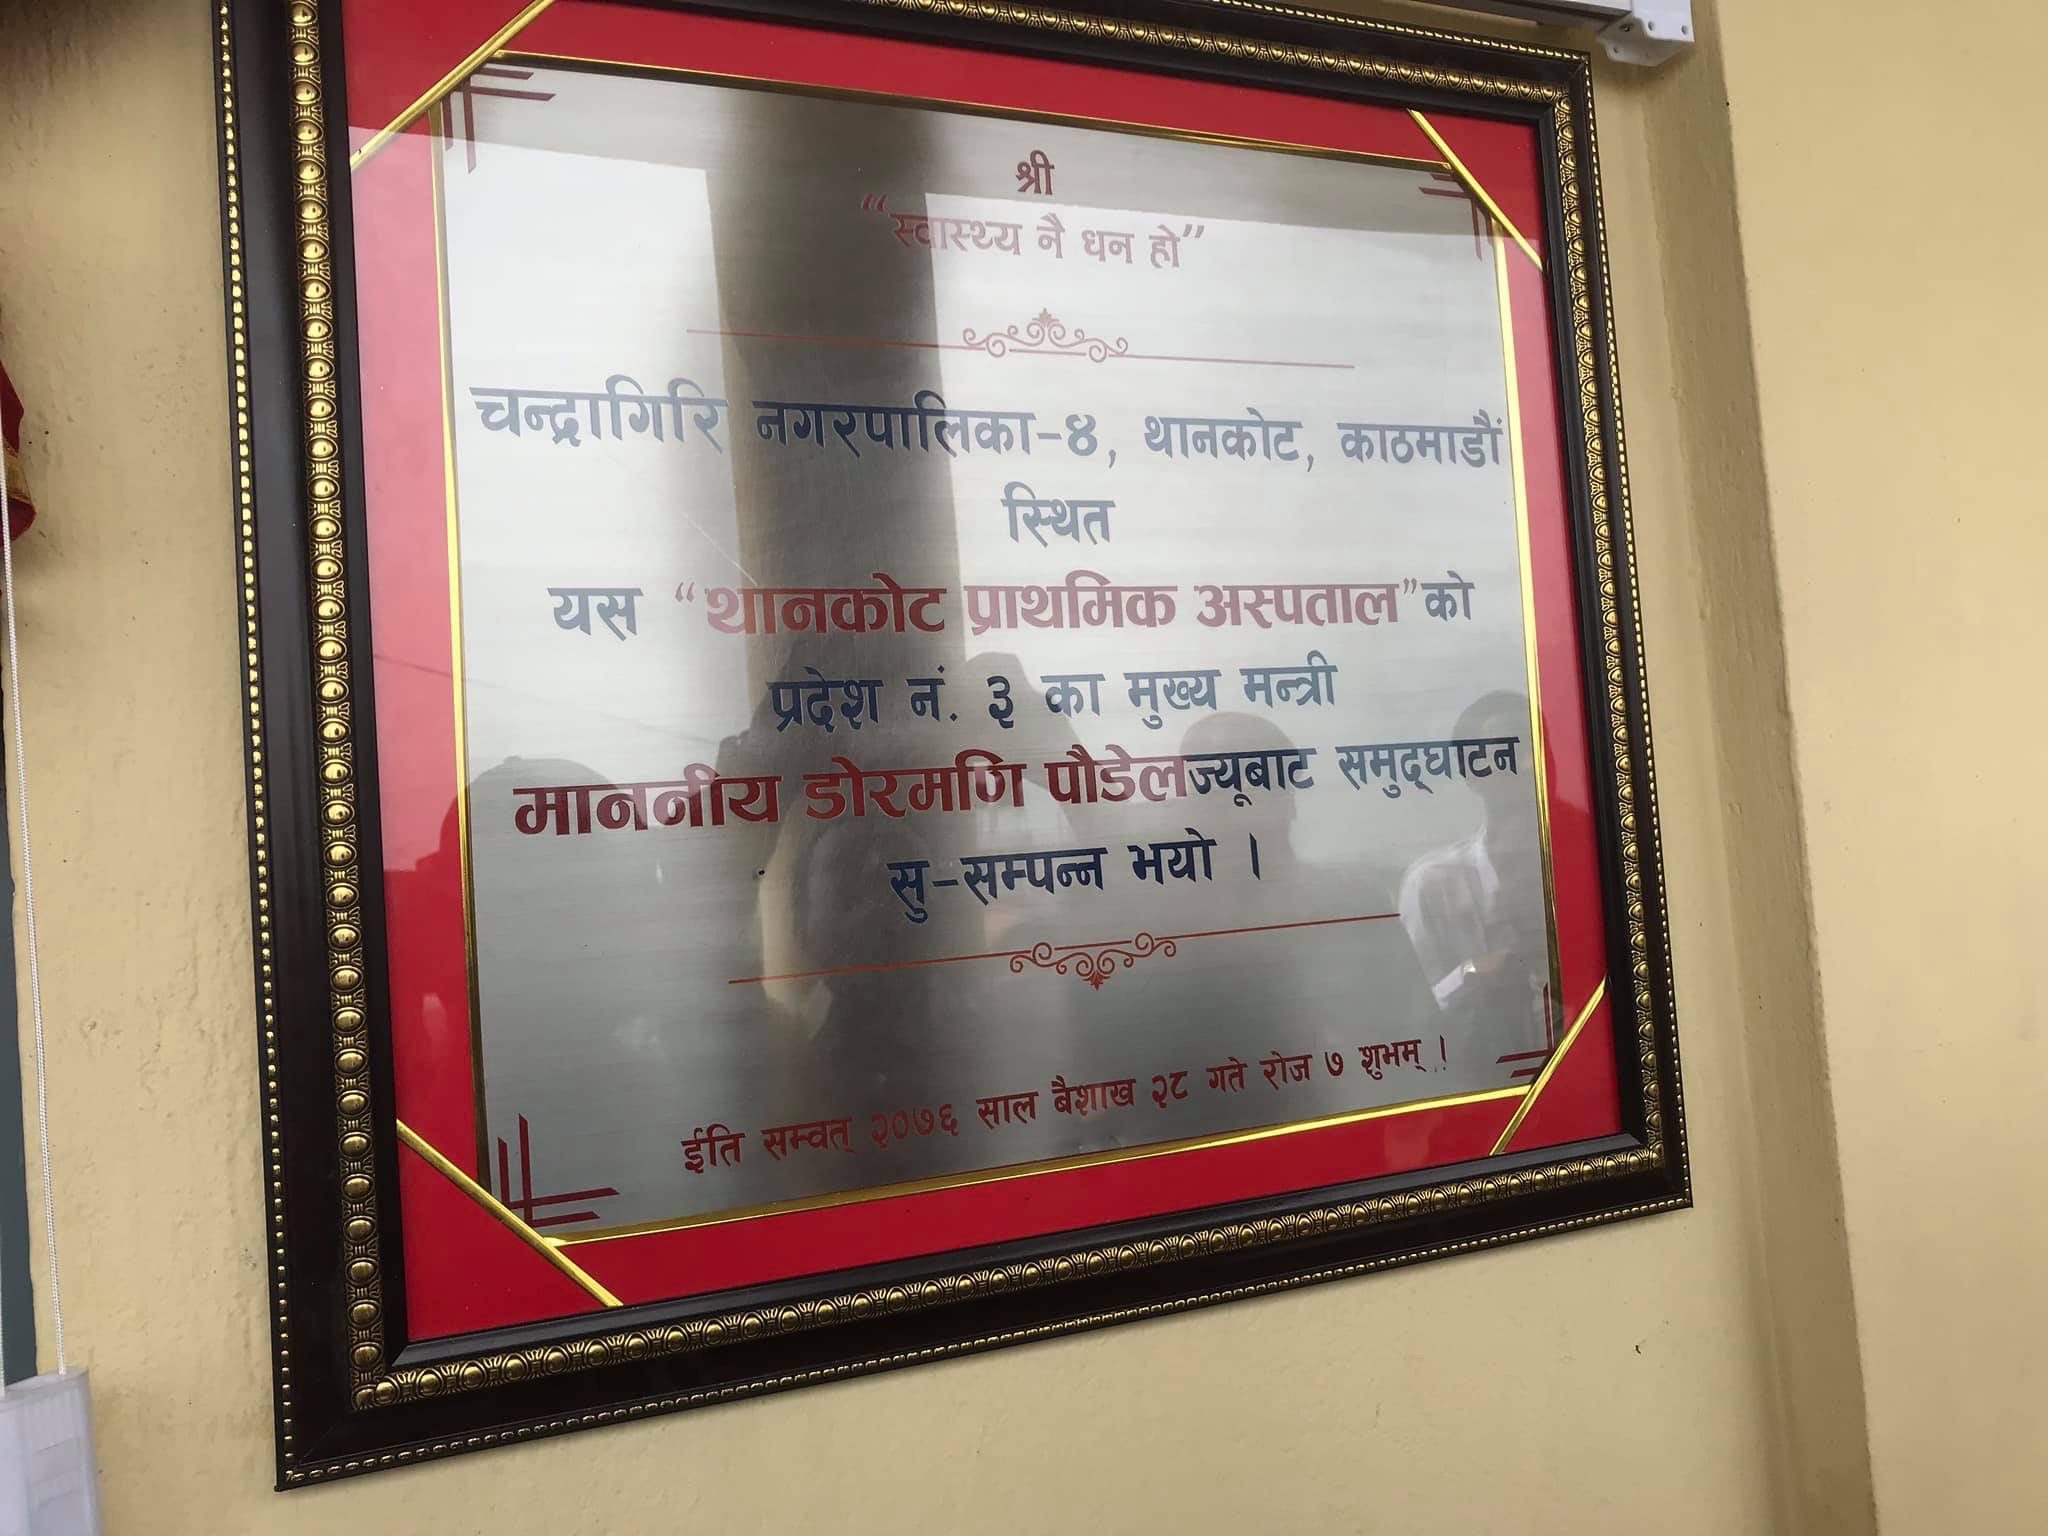 श्री
“स्वास्थ्य नै धन हो”
चन्द्रागिरि नगरपालिका-४, थानकोट, काठमाडौं
स्थित
यस “थानकोट प्राथमिक अस्पताल”को
प्रदेश नं. ३ का मुख्य मन्त्री
माननीय डोरमणि पौडेलज्यूबाट समुद्घाटन
सु-सम्पन्न भयो ।
ईति सम्वत् २०७६ साल बैशाख २८ गते रोज ७ शुभम् !